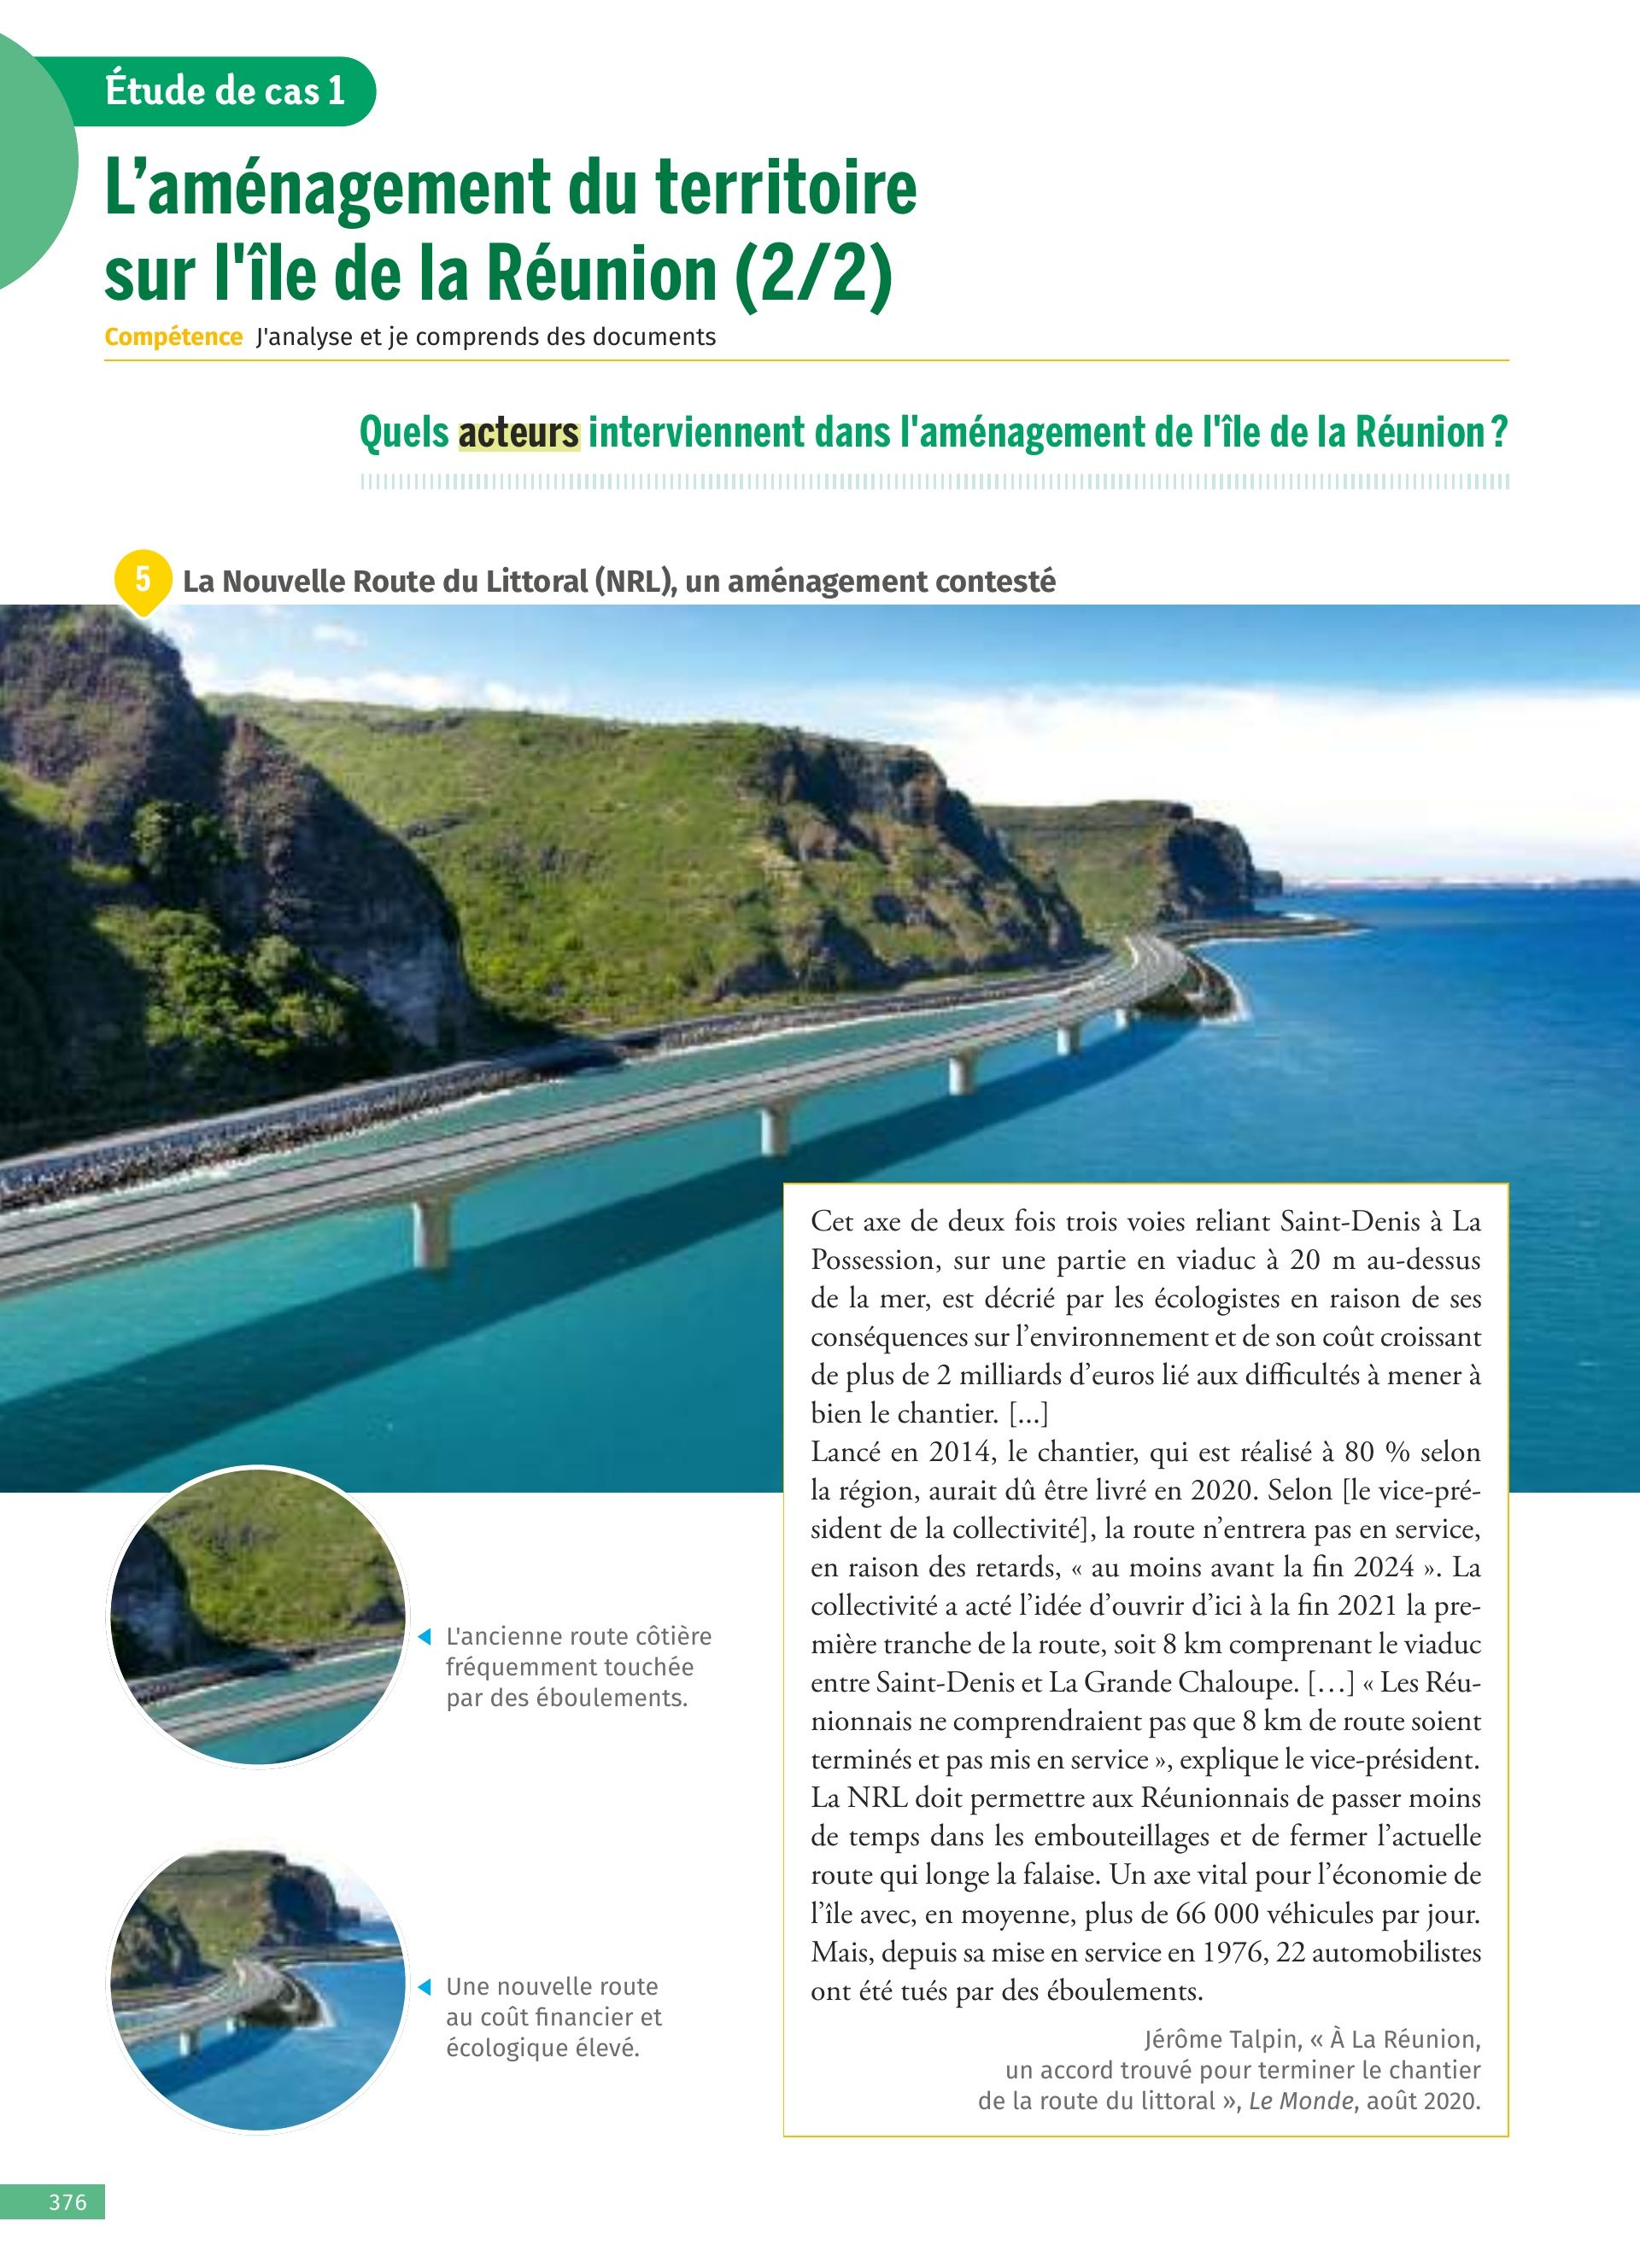 Étude de cas 1
L’aménagement du territoire
sur l'île de la Réunion (2/2)
Compétence J'analyse et je comprends des documents
Quels acteurs interviennent dans l'aménagement de l'île de la Réunion ?
5 La Nouvelle Route du Littoral (NRL), un aménagement contesté
Cet axe de deux fois trois voies reliant Saint-Denis à La
Possession, sur une partie en viaduc à 20 m au-dessus
de la mer, est décrié par les écologistes en raison de ses
conséquences sur l’environnement et de son coût croissant
de plus de 2 milliards d’euros lié aux difficultés à mener à
bien le chantier. [...]
Lancé en 2014, le chantier, qui est réalisé à 80 % selon
la région, aurait dû être livré en 2020. Selon [le vice-pré-
sident de la collectivité], la route n’entrera pas en service,
en raison des retards, « au moins avant la fin 2024 ». La
collectivité a acté l’idée d’ouvrir d’ici à la fin 2021 la pre-
mière tranche de la route, soit 8 km comprenant le viaduc
entre Saint-Denis et La Grande Chaloupe. […] « Les Réu-
nionnais ne comprendraient pas que 8 km de route soient
terminés et pas mis en service », explique le vice-président.
La NRL doit permettre aux Réunionnais de passer moins
de temps dans les embouteillages et de fermer l’actuelle
route qui longe la falaise. Un axe vital pour l’économie de
l’île avec, en moyenne, plus de 66 000 véhicules par jour.
Mais, depuis sa mise en service en 1976, 22 automobilistes
ont été tués par des éboulements.
Jérôme Talpin, « À La Réunion,
un accord trouvé pour terminer le chantier
de la route du littoral », Le Monde, août 2020.
L'ancienne route côtière
fréquemment touchée
par des éboulements.
Une nouvelle route
au coût financier et
écologique élevé.
376